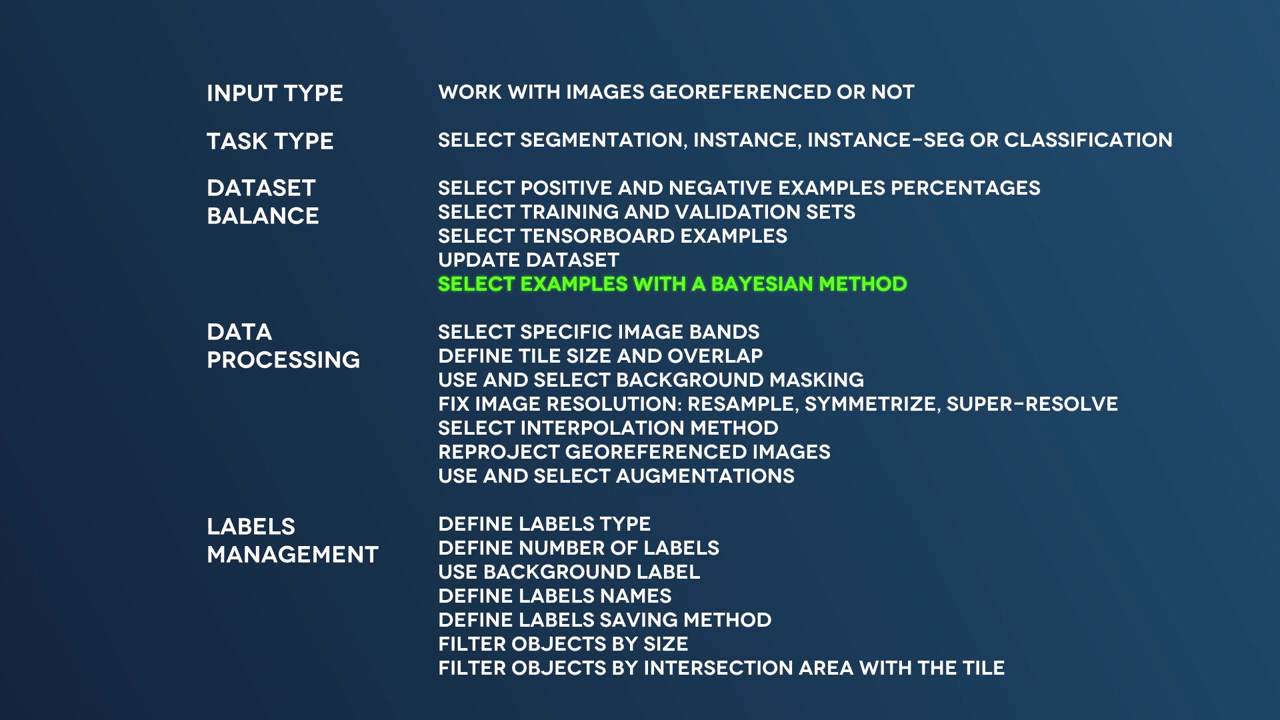 INPUT TYPE
WORK WITH IMAGES GEOREFERENCED OR NOT
TASK TYPE
SELECT SEGMENTATION, INSTANCE, INSTANCE-SEG OR CLASSIFICATION
DATASET
BALANCE
SELECT POSITIVE AND NEGATIVE EXAMPLES PERCENTAGES
SELECT TRAINING AND VALIDATION SETS
SELECT TENSORBOARD EXAMPLES
UPDATE DATASET
SELECT EXAMPLES WITH A BAYESIAN METHOD
DATA
PROCESSING
SELECT SPECIFIC IMAGE BANDS
DEFINE TILE SIZE AND OVERLAP
USE AND SELECT BACKGROUND MASKING
FIX IMAGE RESOLUTION: RESAMPLE, SYMMETRIZE, SUPER-RESOLVE
SELECT INTERPOLATION METHOD
REPROJECT GEOREFERENCED IMAGES
USE AND SELECT AUGMENTATIONS
LABELS
MANAGEMENT
DEFINE LABELS TYPE
DEFINE NUMBER OF LABELS
USE BACKGROUND LABEL
DEFINE LABELS NAMES
DEFINE LABELS SAVING METHOD
FILTER OBJECTS BY SIZE
FILTER OBJECTS BY INTERSECTION AREA WITH THE TILE